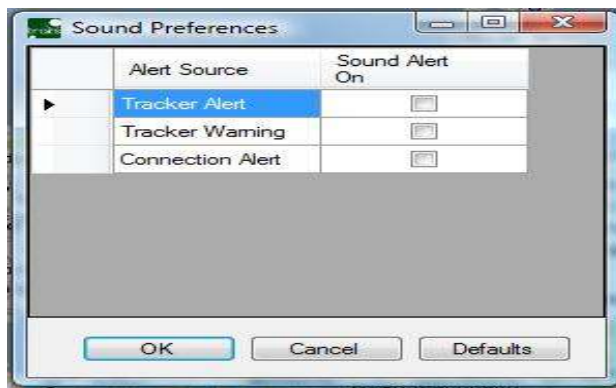 Sound Preferences
Alert Source
Sound Alert
On
Tracker Alert
Tracker Warning
Connection Alert
OK
Cancel
Defaults